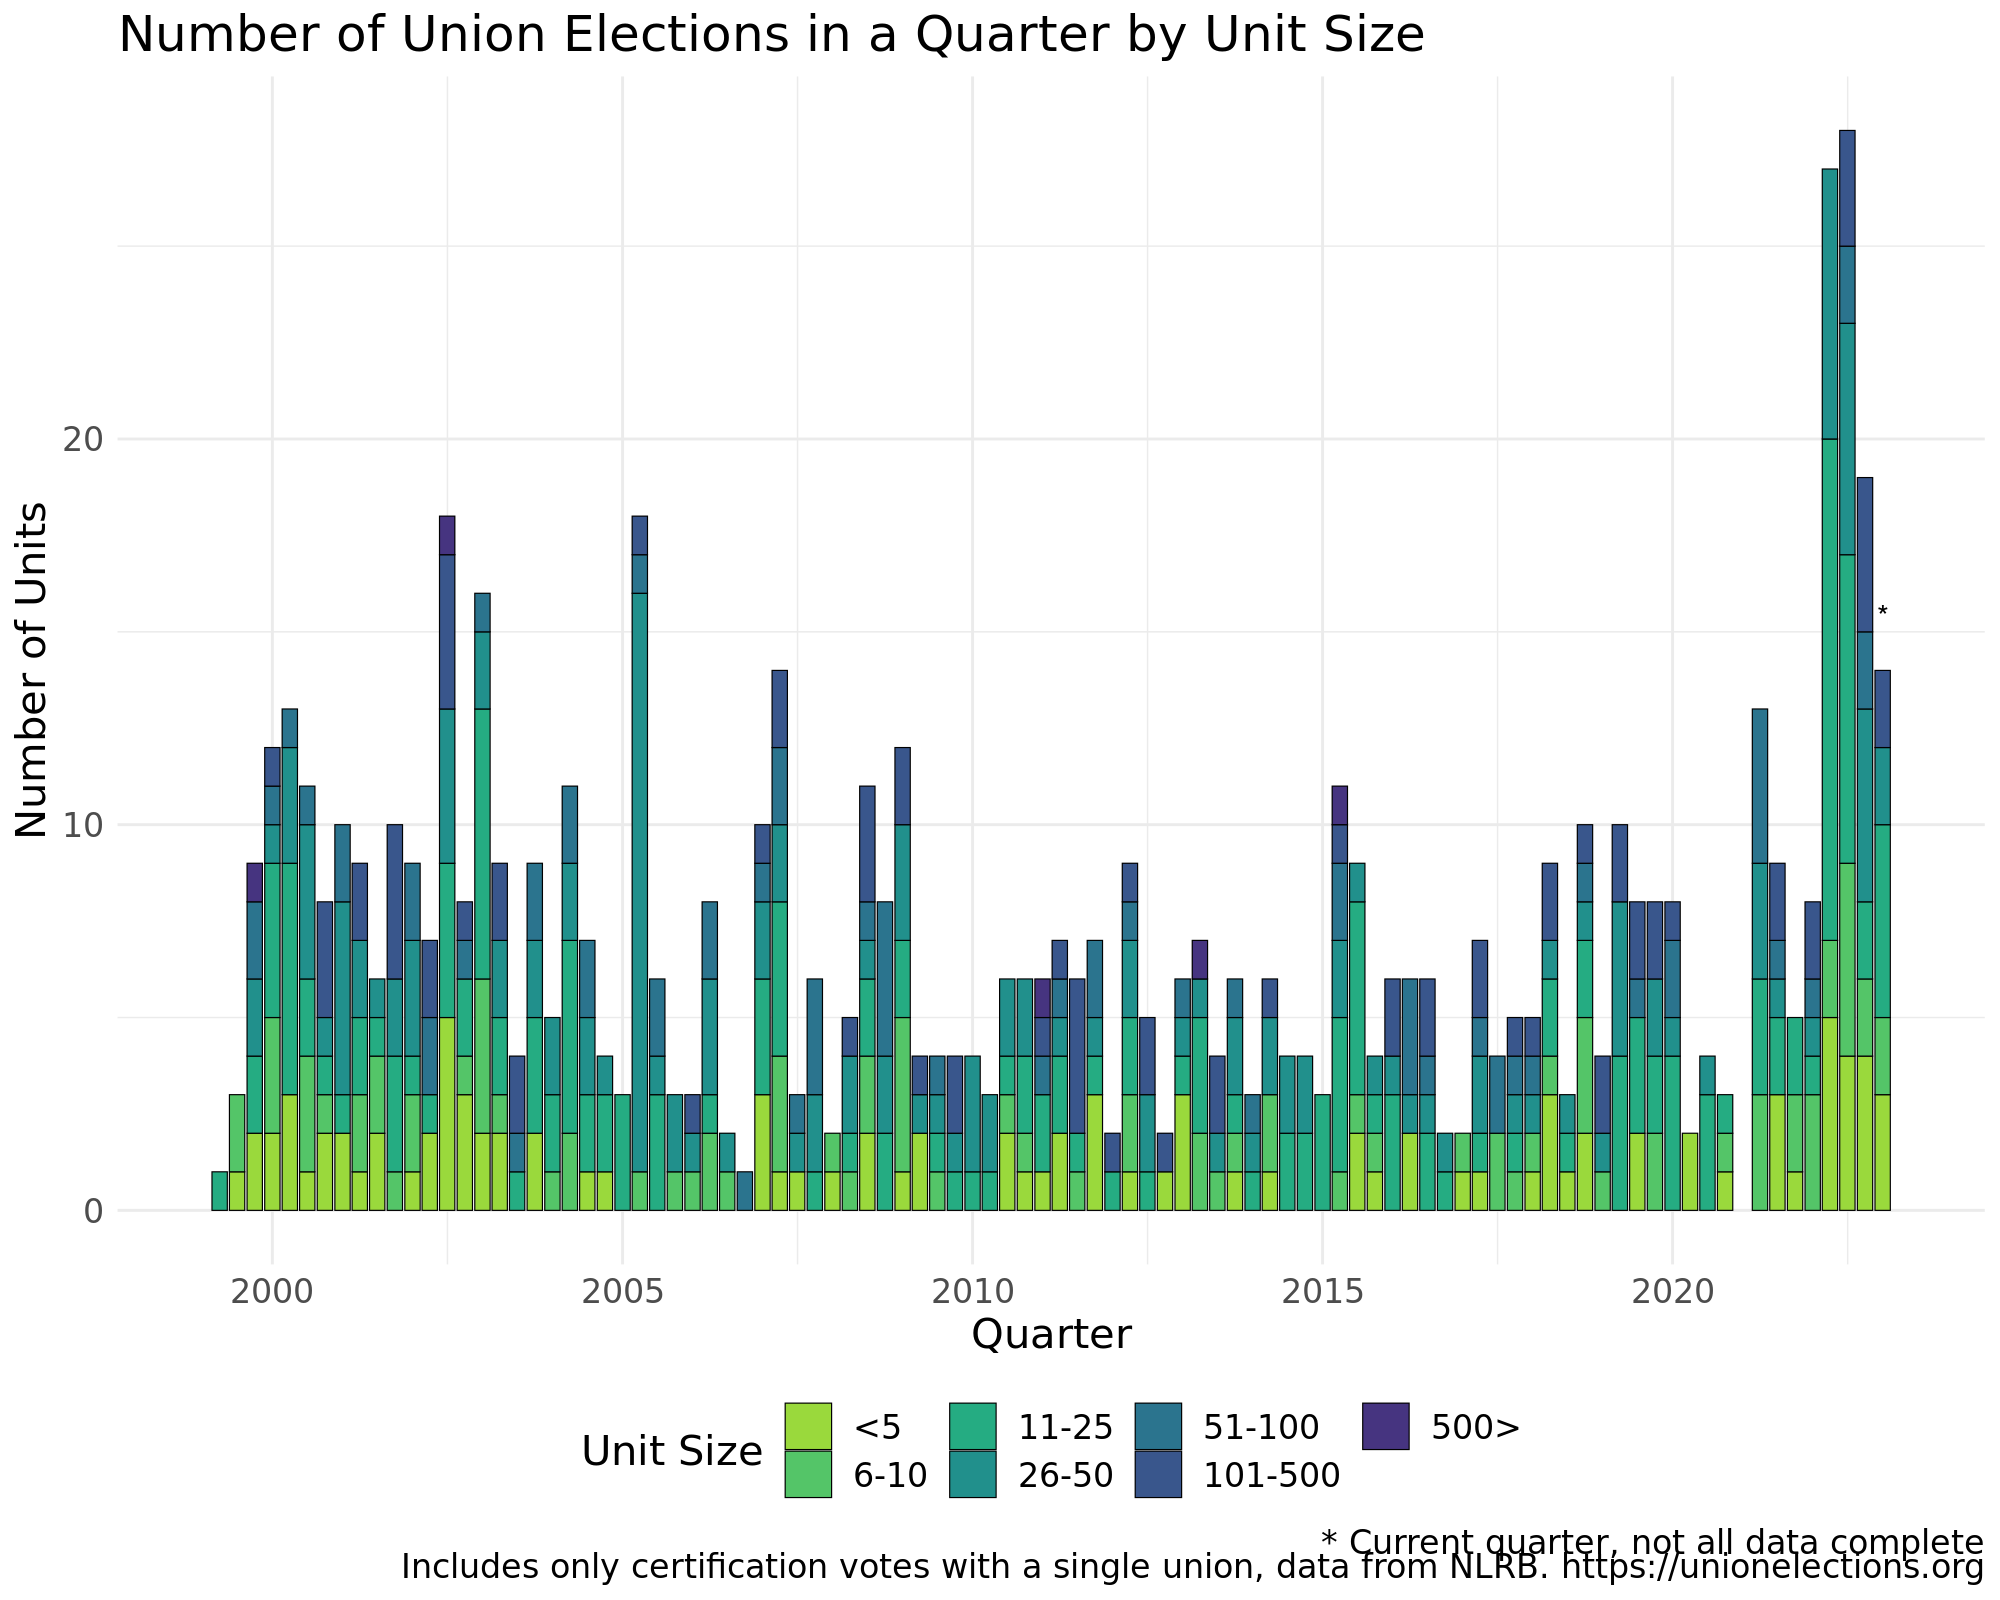 Number of Union Elections in a Quarter by Unit Size
Number of Units
20
10
0
*
2000 2005 2010 2015 2020
Quarter
Unit Size
<5 11-25 51-100 500>
6-10 26-50 101-500
* Current quarter, not all data complete
Includes only certification votes with a single union, data from NLRB. https://unionelections.org